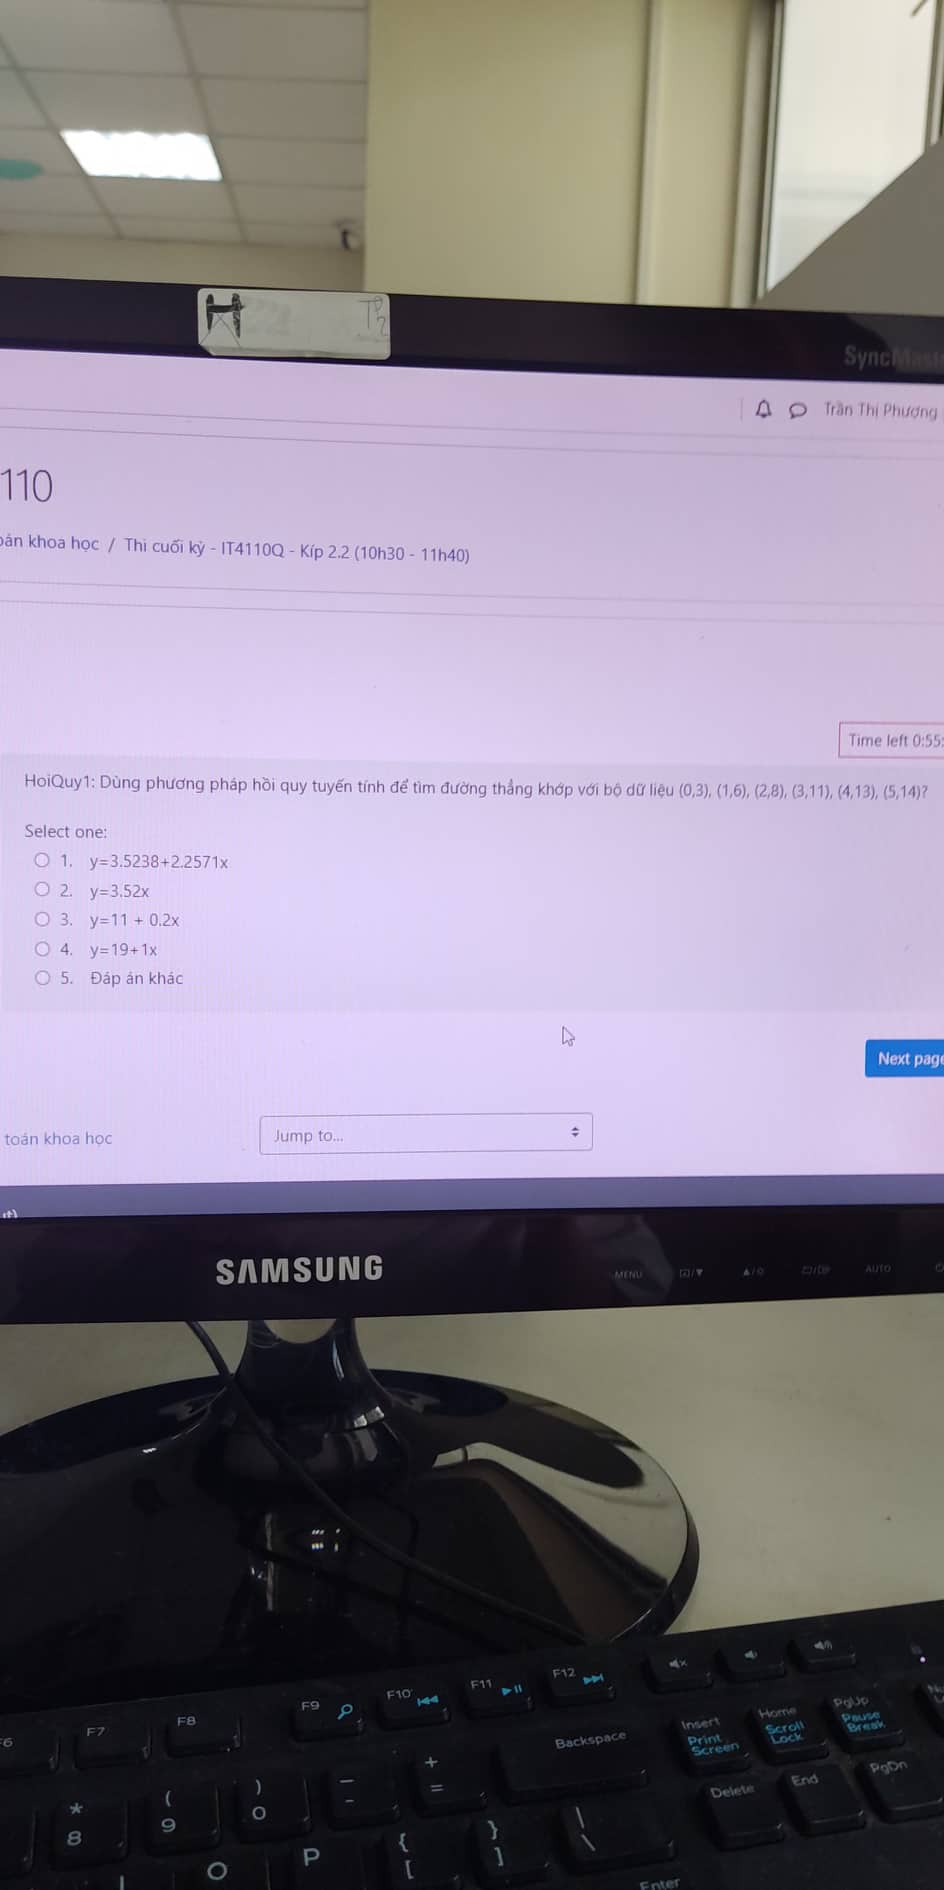 H TP2
SyncMast
Trần Thị Phương
110
oán khoa học / Thi cuối kỳ - IT4110Q - Kíp 2.2 (10h30 - 11h40)
Time left 0:55:
HoiQuy1: Dùng phương pháp hồi quy tuyến tính để tìm đường thẳng khớp với bộ dữ liệu (0,3), (1,6), (2,8), (3,11), (4,13), (5,14)?
Select one:
1. y=3.5238+2.2571x
2. y=3.52x
3. y=11 + 0.2x
4. y=19+1x
5. Đáp án khác
Next page
toán khoa học
Jump to...
SAMSUNG
MENU
AUTO
F7 F8 F9 F10 F11 F12
Backspace
Insert Print Screen
Home Scroll Lock
PgUp Pause Break
Delete End PgDn
* 8 ( 9 ) 0 - + =
O P { [ } ] | \
Enter